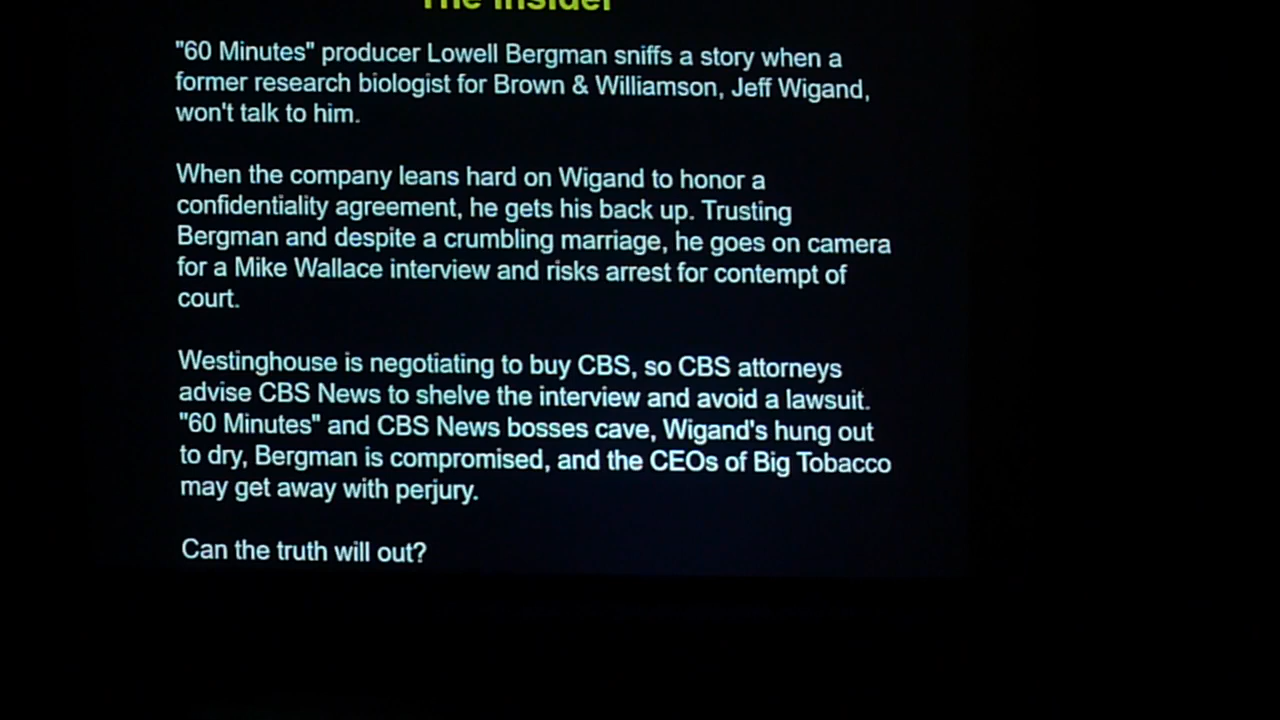 The Insider
"60 Minutes" producer Lowell Bergman sniffs a story when a
former research biologist for Brown & Williamson, Jeff Wigand,
won't talk to him.
When the company leans hard on Wigand to honor a
confidentiality agreement, he gets his back up. Trusting
Bergman and despite a crumbling marriage, he goes on camera
for a Mike Wallace interview and risks arrest for contempt of
court.
Westinghouse is negotiating to buy CBS, so CBS attorneys
advise CBS News to shelve the interview and avoid a lawsuit.
"60 Minutes" and CBS News bosses cave, Wigand's hung out
to dry, Bergman is compromised, and the CEOs of Big Tobacco
may get away with perjury.
Can the truth will out?